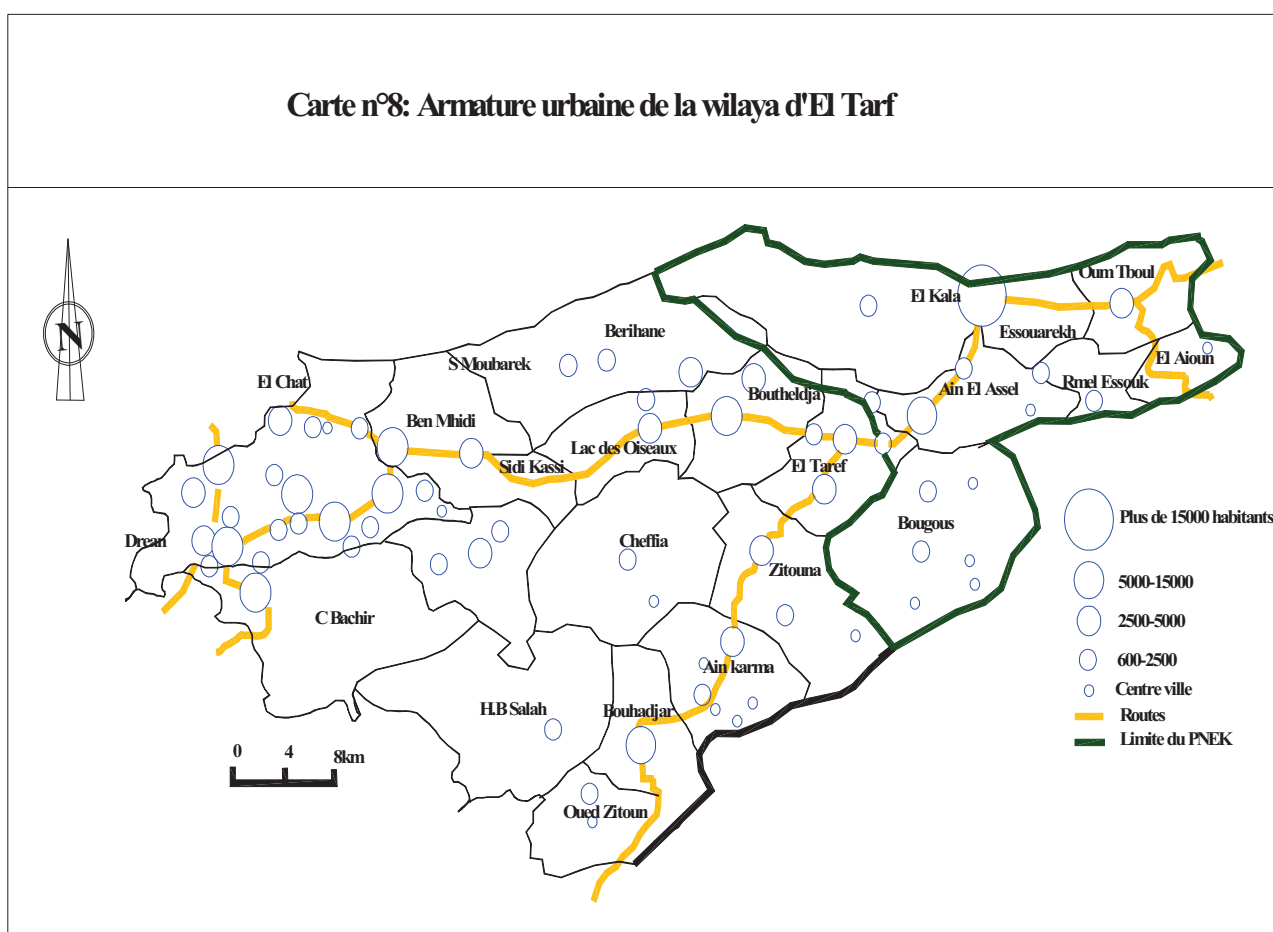 Carte n°8: Armature urbaine de la wilaya d'El Tarf
N
Oum Tboul
El Kala
Essouarekh
Berihane
El Aioun
S Moubarek
Rmel Essouk
El Chat
Ain El Assel
Boutheldja
Ben Mhidi
Lac des Oiseaux
Sidi Kassi
El Taref
Bougous
Plus de 15000 habitants
Drean
Cheffia
Zitouna
5000-15000
C Bachir
2500-5000
Ain karma
600-2500
Centre ville
H.B Salah
Bouhadjar
Routes
Limite du PNEK
0 4 8km
Oued Zitoun